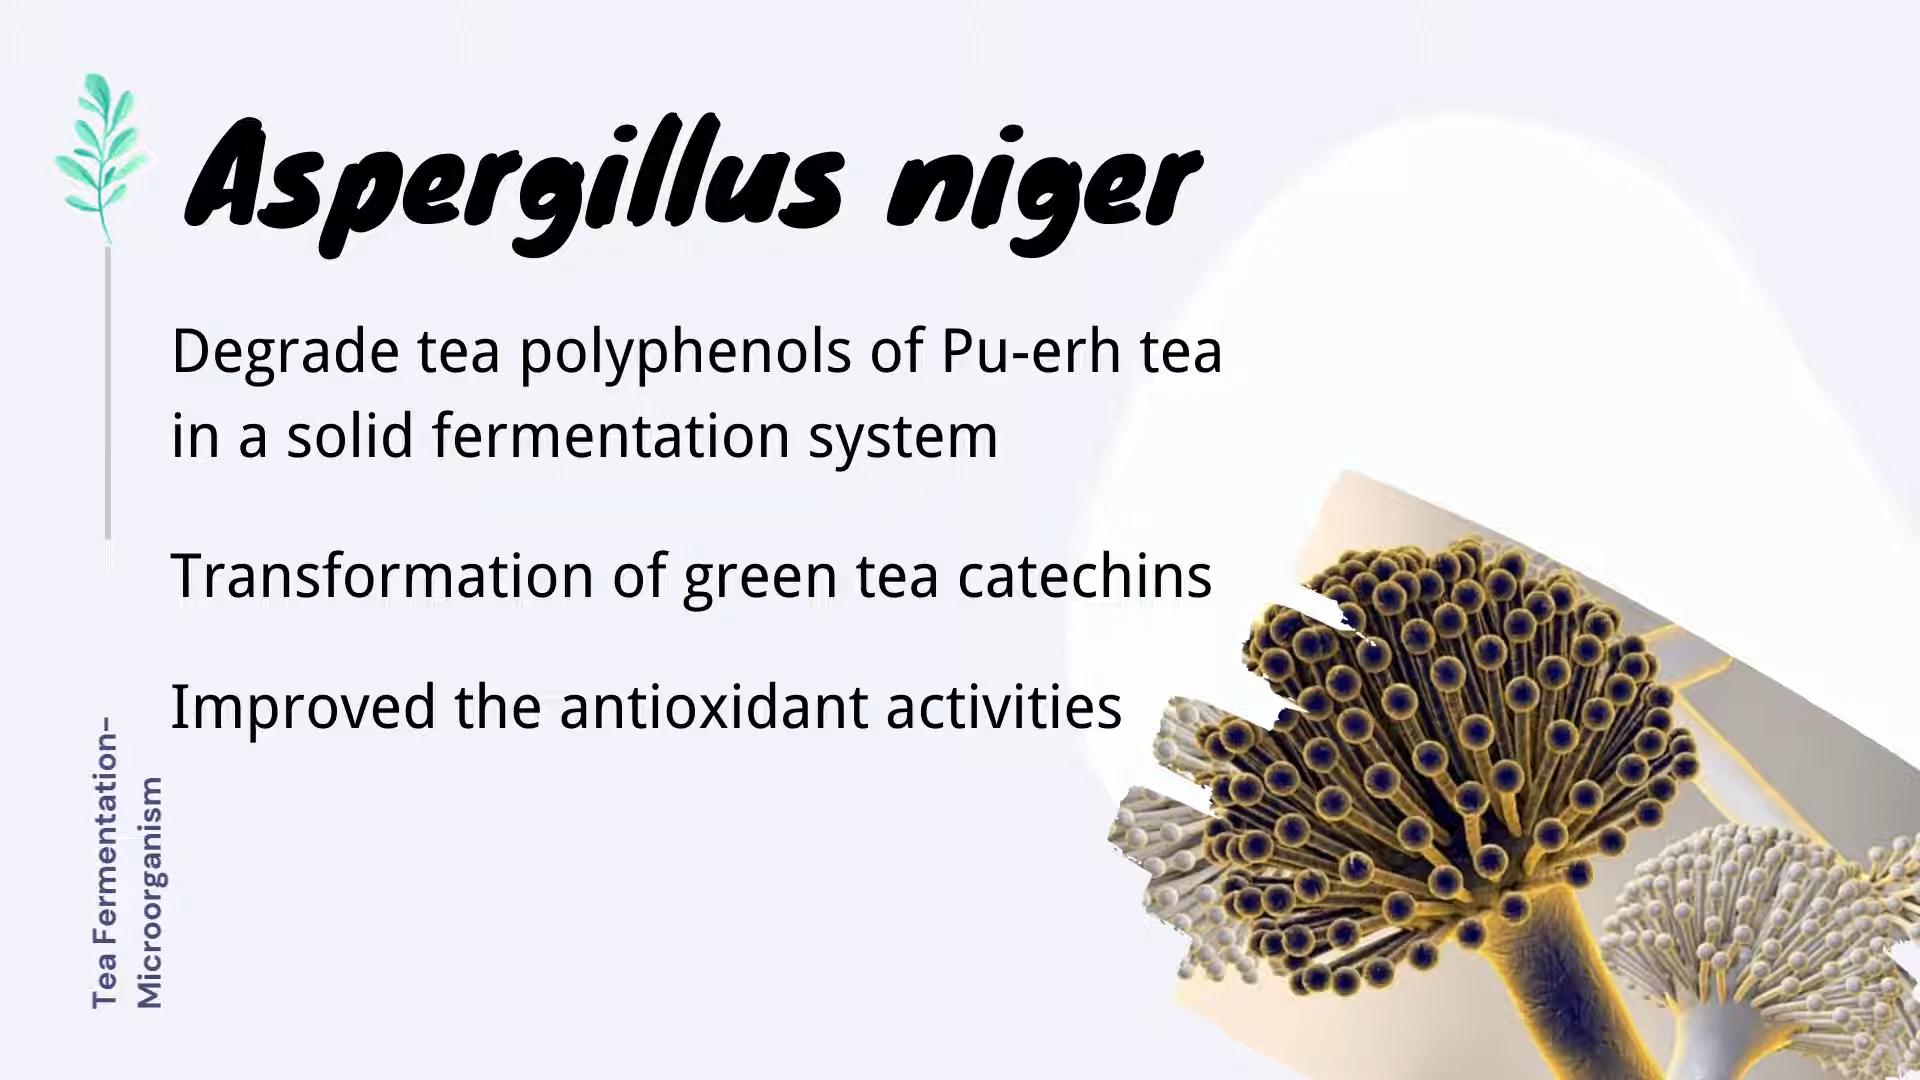 Aspergillus niger
Degrade tea polyphenols of Pu-erh tea
in a solid fermentation system
Transformation of green tea catechins
Improved the antioxidant activities
Tea Fermentation-
Microorganism